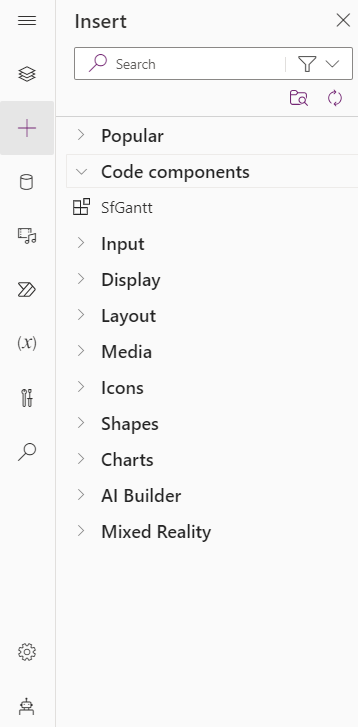 Insert
Search
Popular
Code components
SfGantt
Input
Display
Layout
Media
(x)
Icons
Shapes
Charts
AI Builder
Mixed Reality